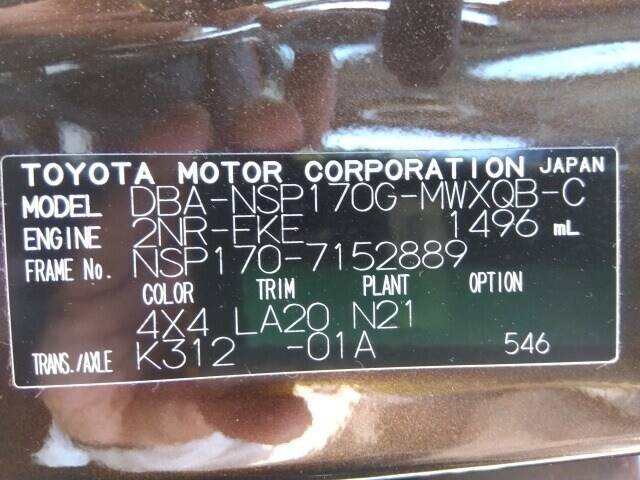 TOYOTA MOTOR CORPORATION JAPAN
MODEL DBA-NSP170G-MWXQB-C
ENGINE 2NR-FKE 1496 mL
FRAME No. NSP170-7152889
COLOR TRIM PLANT OPTION
4X4 LA20 N21
TRANS./AXLE K312 -01A 546